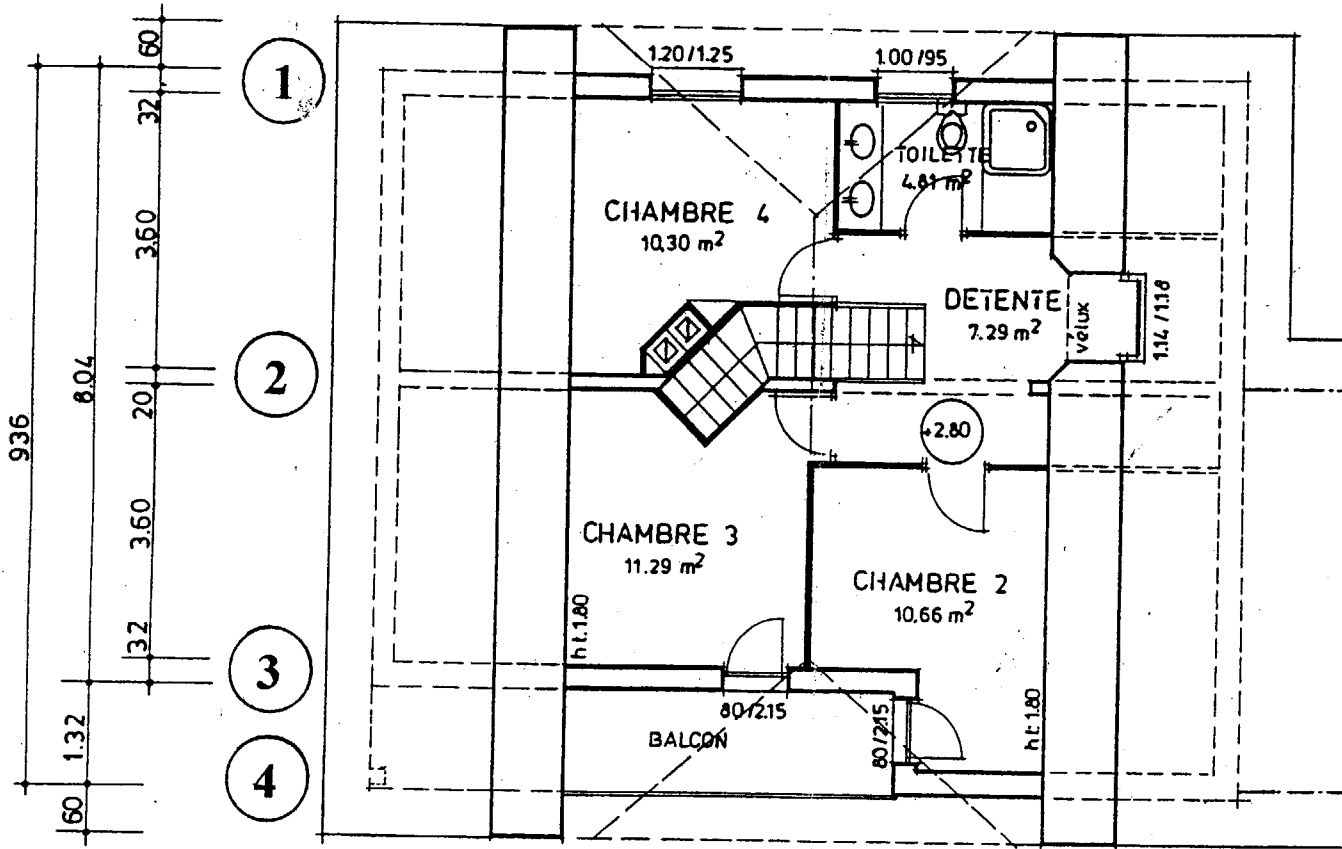 60
1.20/1.25
1.00/95
1
32
TOILETTE
4.81 m²
3.60
CHAMBRE 4
10,30 m²
DETENTE
7.29 m²
vélux
1.14/1.18
2
8.04
20
936
+2.80
3.60
CHAMBRE 3
11.29 m²
CHAMBRE 2
10,66 m²
ht.1.80
32
3
80/2.15
80/2.15
ht.1.80
1.32
BALCON
4
60